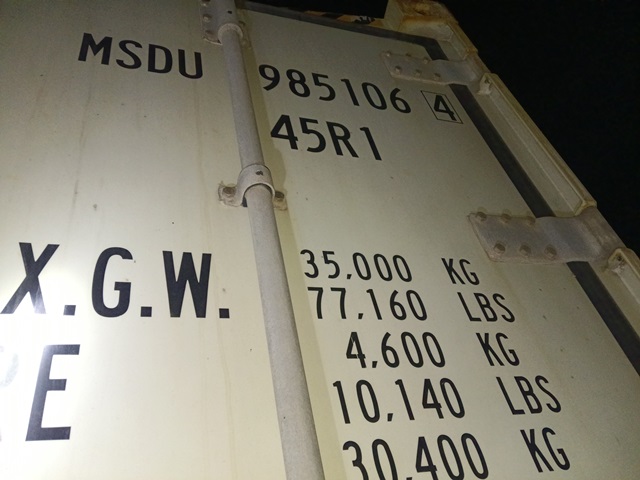 MSDU 985106 4
45R1
X.G.W. 35,000 KG
77,160 LBS
RE 4,600 KG
10,140 LBS
30,400 KG